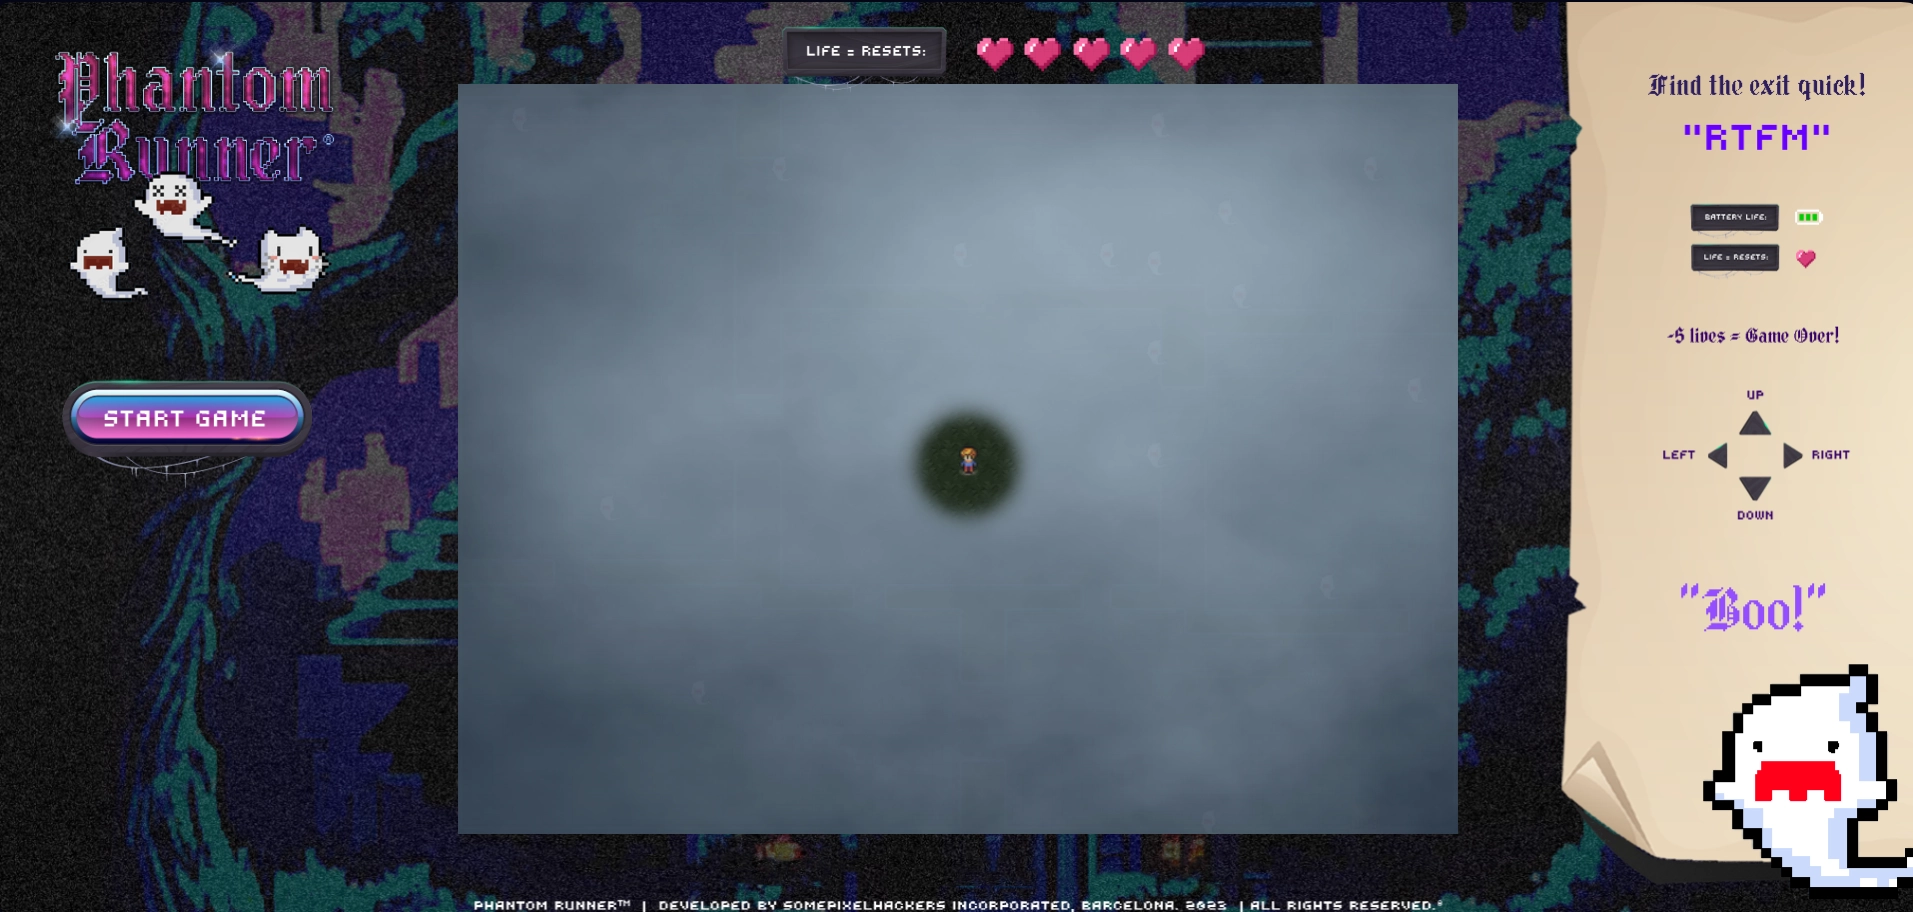 Phantom
Runner®
START GAME
LIFE = RESETS:
Find the exit quick!
"RTFM"
BATTERY LIFE:
LIFE = RESETS:
-5 lives = Game Over!
UP
LEFT
RIGHT
DOWN
"Boo!"
PHANTOM RUNNER™ | DEVELOPED BY SOMEPIXELHACKERS INCORPORATED, BARCELONA. 2023 | ALL RIGHTS RESERVED.®